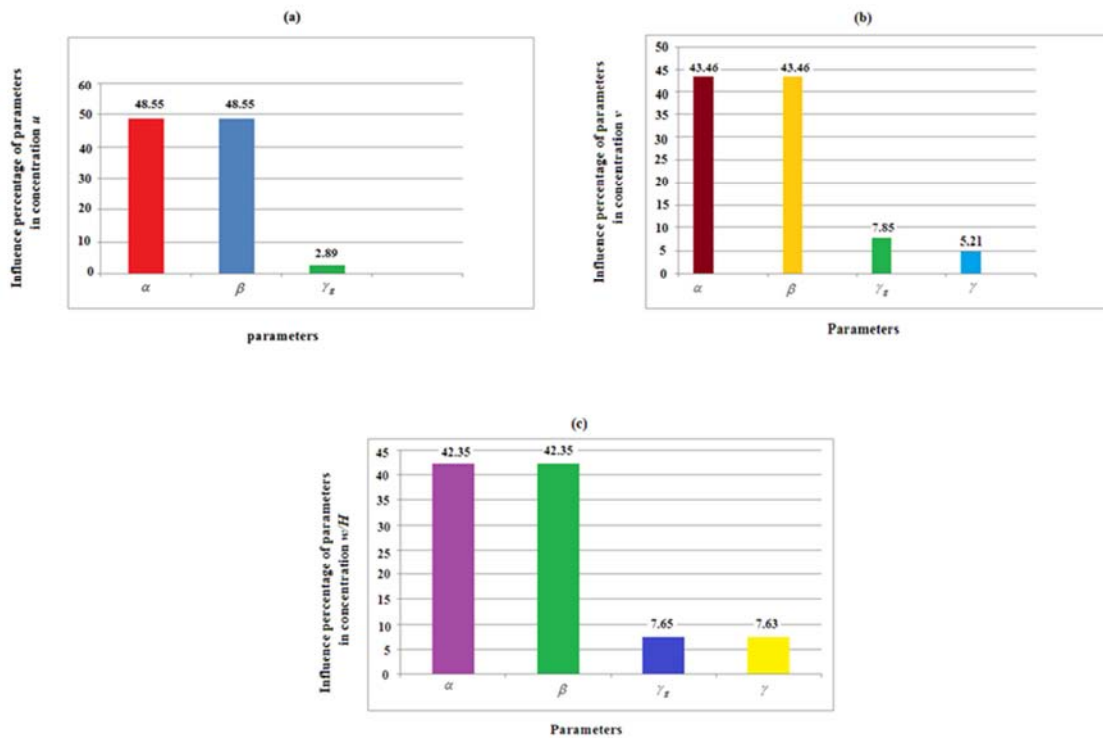 (a)
Influence percentage of parameters
in concentration u
60
50
40
30
20
10
0
48.55
48.55
2.89
α
β
γ
parameters
(b)
Influence percentage of parameters
in concentration v
50
45
40
35
30
25
20
15
10
5
0
43.46
43.46
7.85
5.21
α
β
γ
γ
Parameters
(c)
Influence percentage of parameters
in concentration w/H
45
40
35
30
25
20
15
10
5
0
42.35
42.35
7.65
7.63
α
β
γ
γ
Parameters